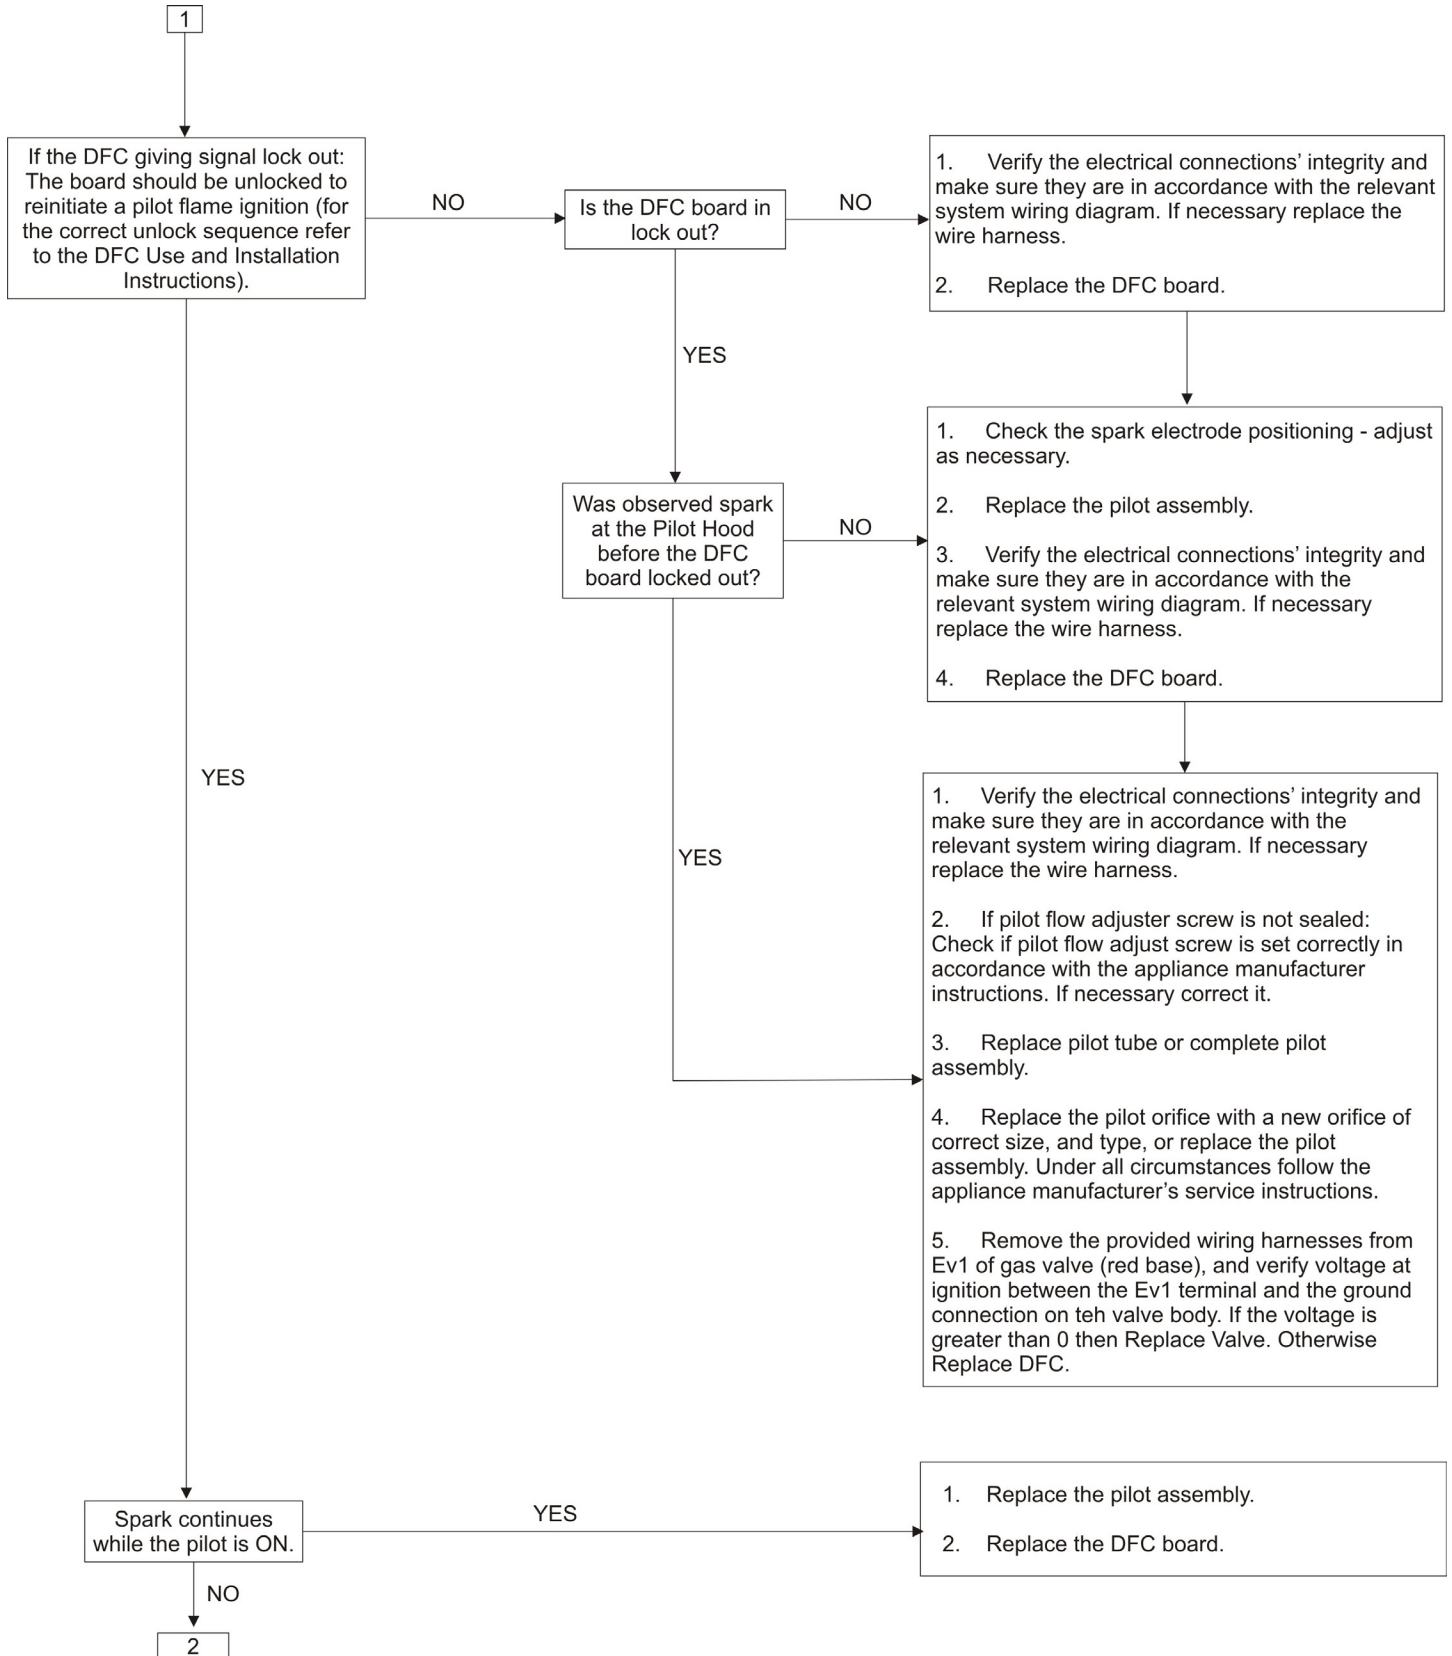 1
If the DFC giving signal lock out:
The board should be unlocked to
reinitiate a pilot flame ignition (for
the correct unlock sequence refer
to the DFC Use and Installation
Instructions).
NO
Is the DFC board in
lock out?
NO
1. Verify the electrical connections’ integrity and
make sure they are in accordance with the relevant
system wiring diagram. If necessary replace the
wire harness.
2. Replace the DFC board.
YES
Was observed spark
at the Pilot Hood
before the DFC
board locked out?
NO
1. Check the spark electrode positioning - adjust
as necessary.
2. Replace the pilot assembly.
3. Verify the electrical connections’ integrity and
make sure they are in accordance with the
relevant system wiring diagram. If necessary
replace the wire harness.
4. Replace the DFC board.
YES
YES
1. Verify the electrical connections’ integrity and
make sure they are in accordance with the
relevant system wiring diagram. If necessary
replace the wire harness.
2. If pilot flow adjuster screw is not sealed:
Check if pilot flow adjust screw is set correctly in
accordance with the appliance manufacturer
instructions. If necessary correct it.
3. Replace pilot tube or complete pilot
assembly.
4. Replace the pilot orifice with a new orifice of
correct size, and type, or replace the pilot
assembly. Under all circumstances follow the
appliance manufacturer’s service instructions.
5. Remove the provided wiring harnesses from
Ev1 of gas valve (red base), and verify voltage at
ignition between the Ev1 terminal and the ground
connection on teh valve body. If the voltage is
greater than 0 then Replace Valve. Otherwise
Replace DFC.
Spark continues
while the pilot is ON.
YES
1. Replace the pilot assembly.
2. Replace the DFC board.
NO
2